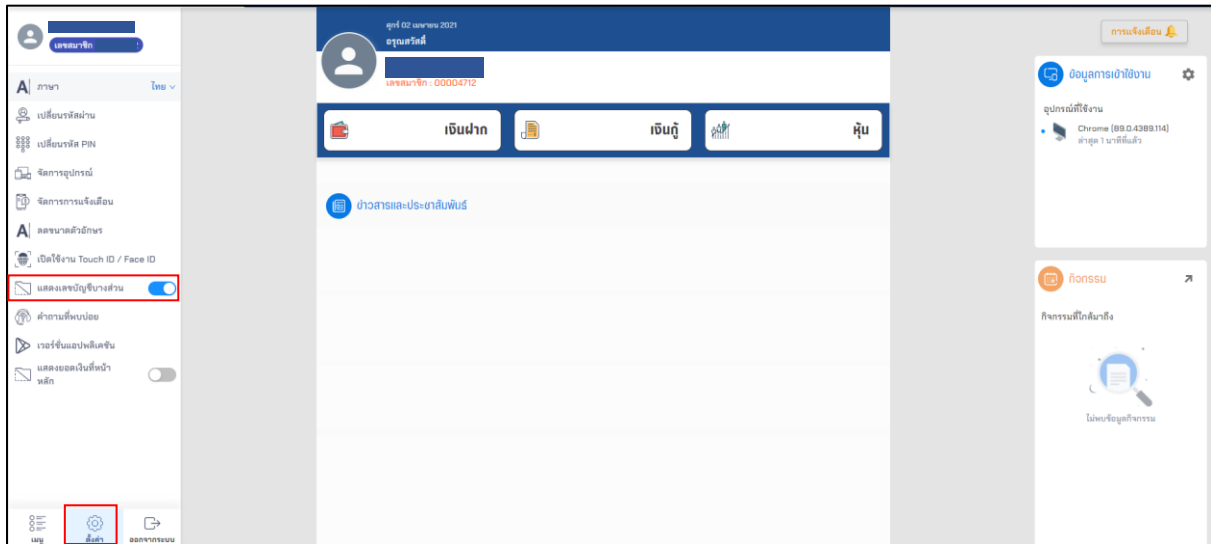 เลขสมาชิก
ภาษา
ไทย
เปลี่ยนรหัสผ่าน
เปลี่ยนรหัส PIN
จัดการอุปกรณ์
จัดการการแจ้งเตือน
ลดขนาดตัวอักษร
เปิดใช้งาน Touch ID / Face ID
แสดงเลขบัญชีบางส่วน
คำถามที่พบบ่อย
เวอร์ชั่นแอปพลิเคชัน
แสดงยอดเงินที่หน้า
หลัก
เมนู
ตั้งค่า
ออกจากระบบ
ศุกร์ 02 เมษายน 2021
อรุณสวัสดิ์
เลขสมาชิก : 00004712
เงินฝาก
เงินกู้
หุ้น
ข่าวสารและประชาสัมพันธ์
การแจ้งเตือน
ข้อมูลการเข้าใช้งาน
อุปกรณ์ที่ใช้งาน
Chrome (89.0.4389.114)
ล่าสุด 1 นาทีที่แล้ว
กิจกรรม
กิจกรรมที่ใกล้มาถึง
ไม่พบข้อมูลกิจกรรม